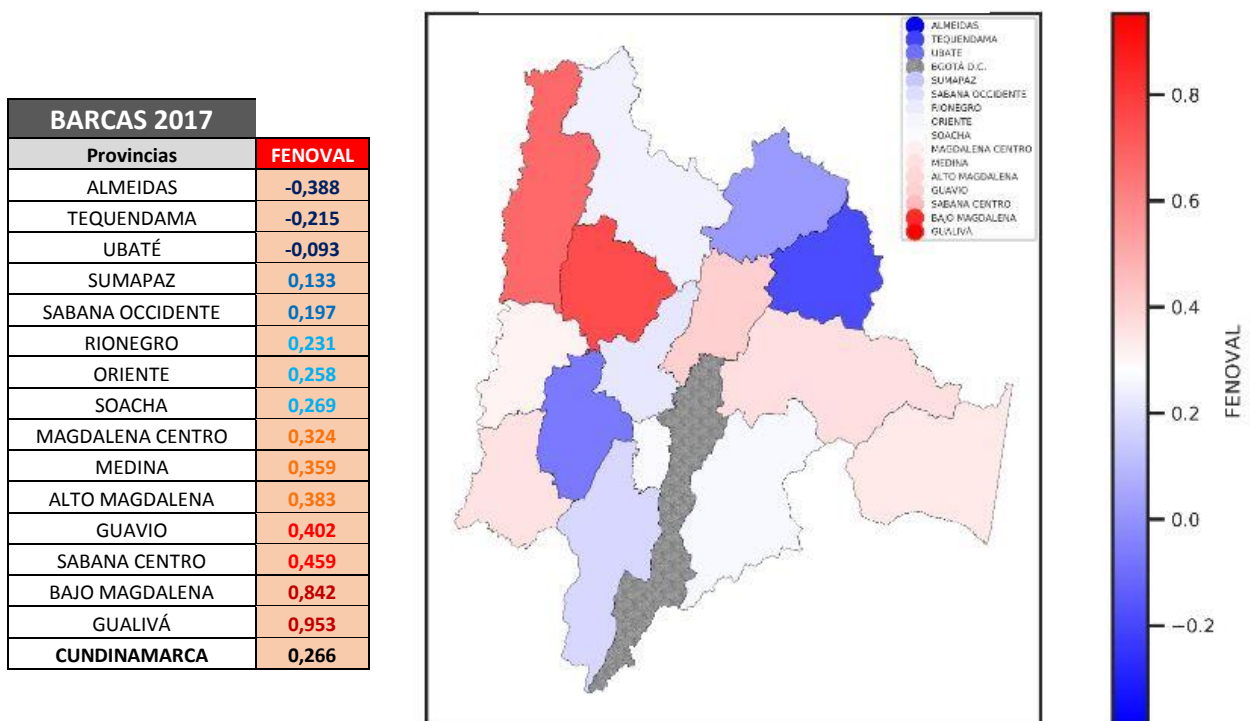 BARCAS 2017
Provincias FENOVAL
ALMEIDAS -0,388
TEQUENDAMA -0,215
UBATÉ -0,093
SUMAPAZ 0,133
SABANA OCCIDENTE 0,197
RIONEGRO 0,231
ORIENTE 0,258
SOACHA 0,269
MAGDALENA CENTRO 0,324
MEDINA 0,359
ALTO MAGDALENA 0,383
GUAVIO 0,402
SABANA CENTRO 0,459
BAJO MAGDALENA 0,842
GUALIVÁ 0,953
CUNDINAMARCA 0,266
ALMEIDAS
TEQUENDAMA
UBATE
BGOTÁ D.C.
SUMAPAZ
SABANA OCCIDENTE
RIONEGRO
ORIENTE
SOACHA
MAGDALENA CENTRO
MEDINA
ALTO MAGDALENA
GUAVIO
SABANA CENTRO
BAJO MAGDALENA
GUALIVÁ
0.8
0.6
0.4
0.2
0.0
−0.2
FENOVAL